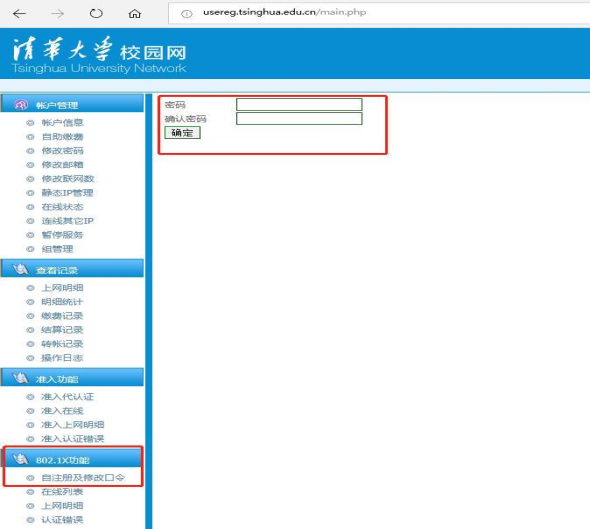 usereg.tsinghua.edu.cn/main.php
清华大学校园网
Tsinghua University Network
帐户管理
帐户信息
自助缴费
修改密码
修改邮箱
修改联网数
静态IP管理
在线状态
连线其它IP
暂停服务
组管理
查看记录
上网明细
明细统计
缴费记录
结算记录
转帐记录
操作日志
准入功能
准入代认证
准入在线
准入上网明细
准入认证错误
802.1X功能
自注册及修改口令
在线列表
上网明细
认证错误
密码
确认密码
确定